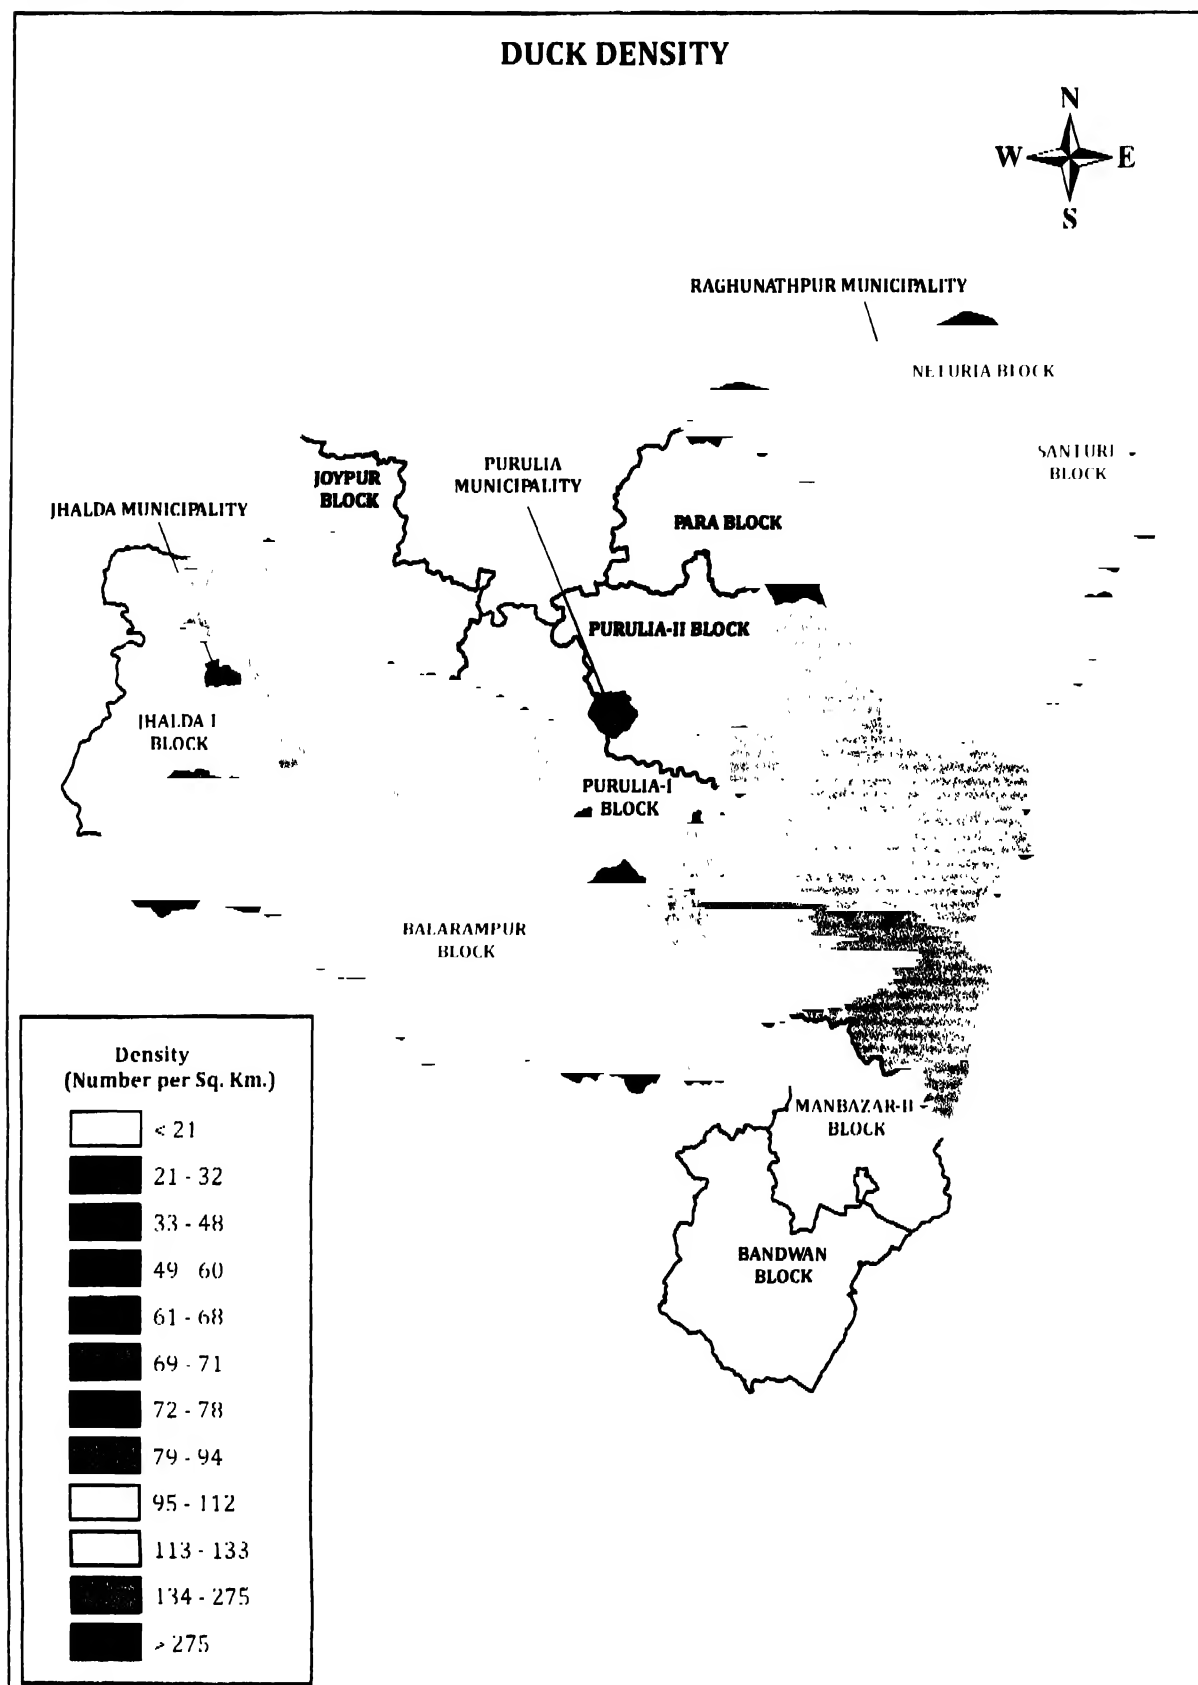 DUCK DENSITY
N
W E
S
RAGHUNATHPUR MUNICIPALITY
NETURIA BLOCK
SANTURI
BLOCK
PURULIA
MUNICIPALITY
JOYPUR
BLOCK
JHALDA MUNICIPALITY
PARA BLOCK
PURULIA-II BLOCK
JHALDA I
BLOCK
PURULIA-I
BLOCK
BALARAMPUR
BLOCK
MANBAZAR-II
BLOCK
BANDWAN
BLOCK
Density
(Number per Sq. Km.)
< 21
21 - 32
33 - 48
49 - 60
61 - 68
69 - 71
72 - 78
79 - 94
95 - 112
113 - 133
134 - 275
> 275